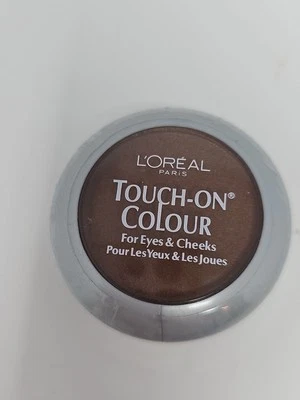 L'ORÉAL
PARIS
TOUCH-ON®
COLOUR
For Eyes & Cheeks
Pour Les Yeux & Les Joues